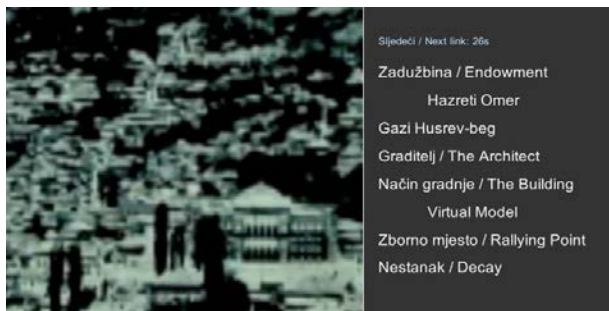 Sljedeći / Next link: 26s
Zadužbina / Endowment
Hazreti Omer
Gazi Husrev-beg
Graditelj / The Architect
Način gradnje / The Building
Virtual Model
Zborno mjesto / Rallying Point
Nestanak / Decay